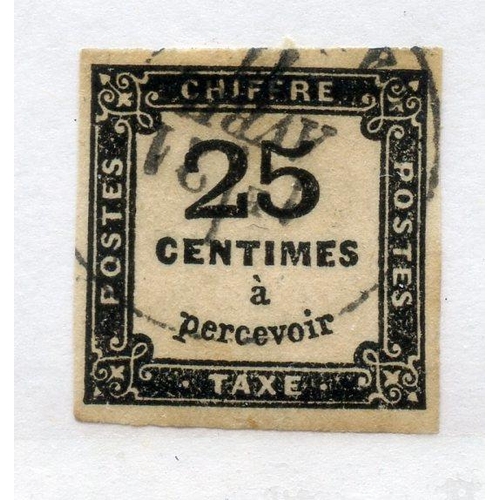 CHIFFRE
POSTES
25
CENTIMES
à
percevoir
POSTES
TAXE